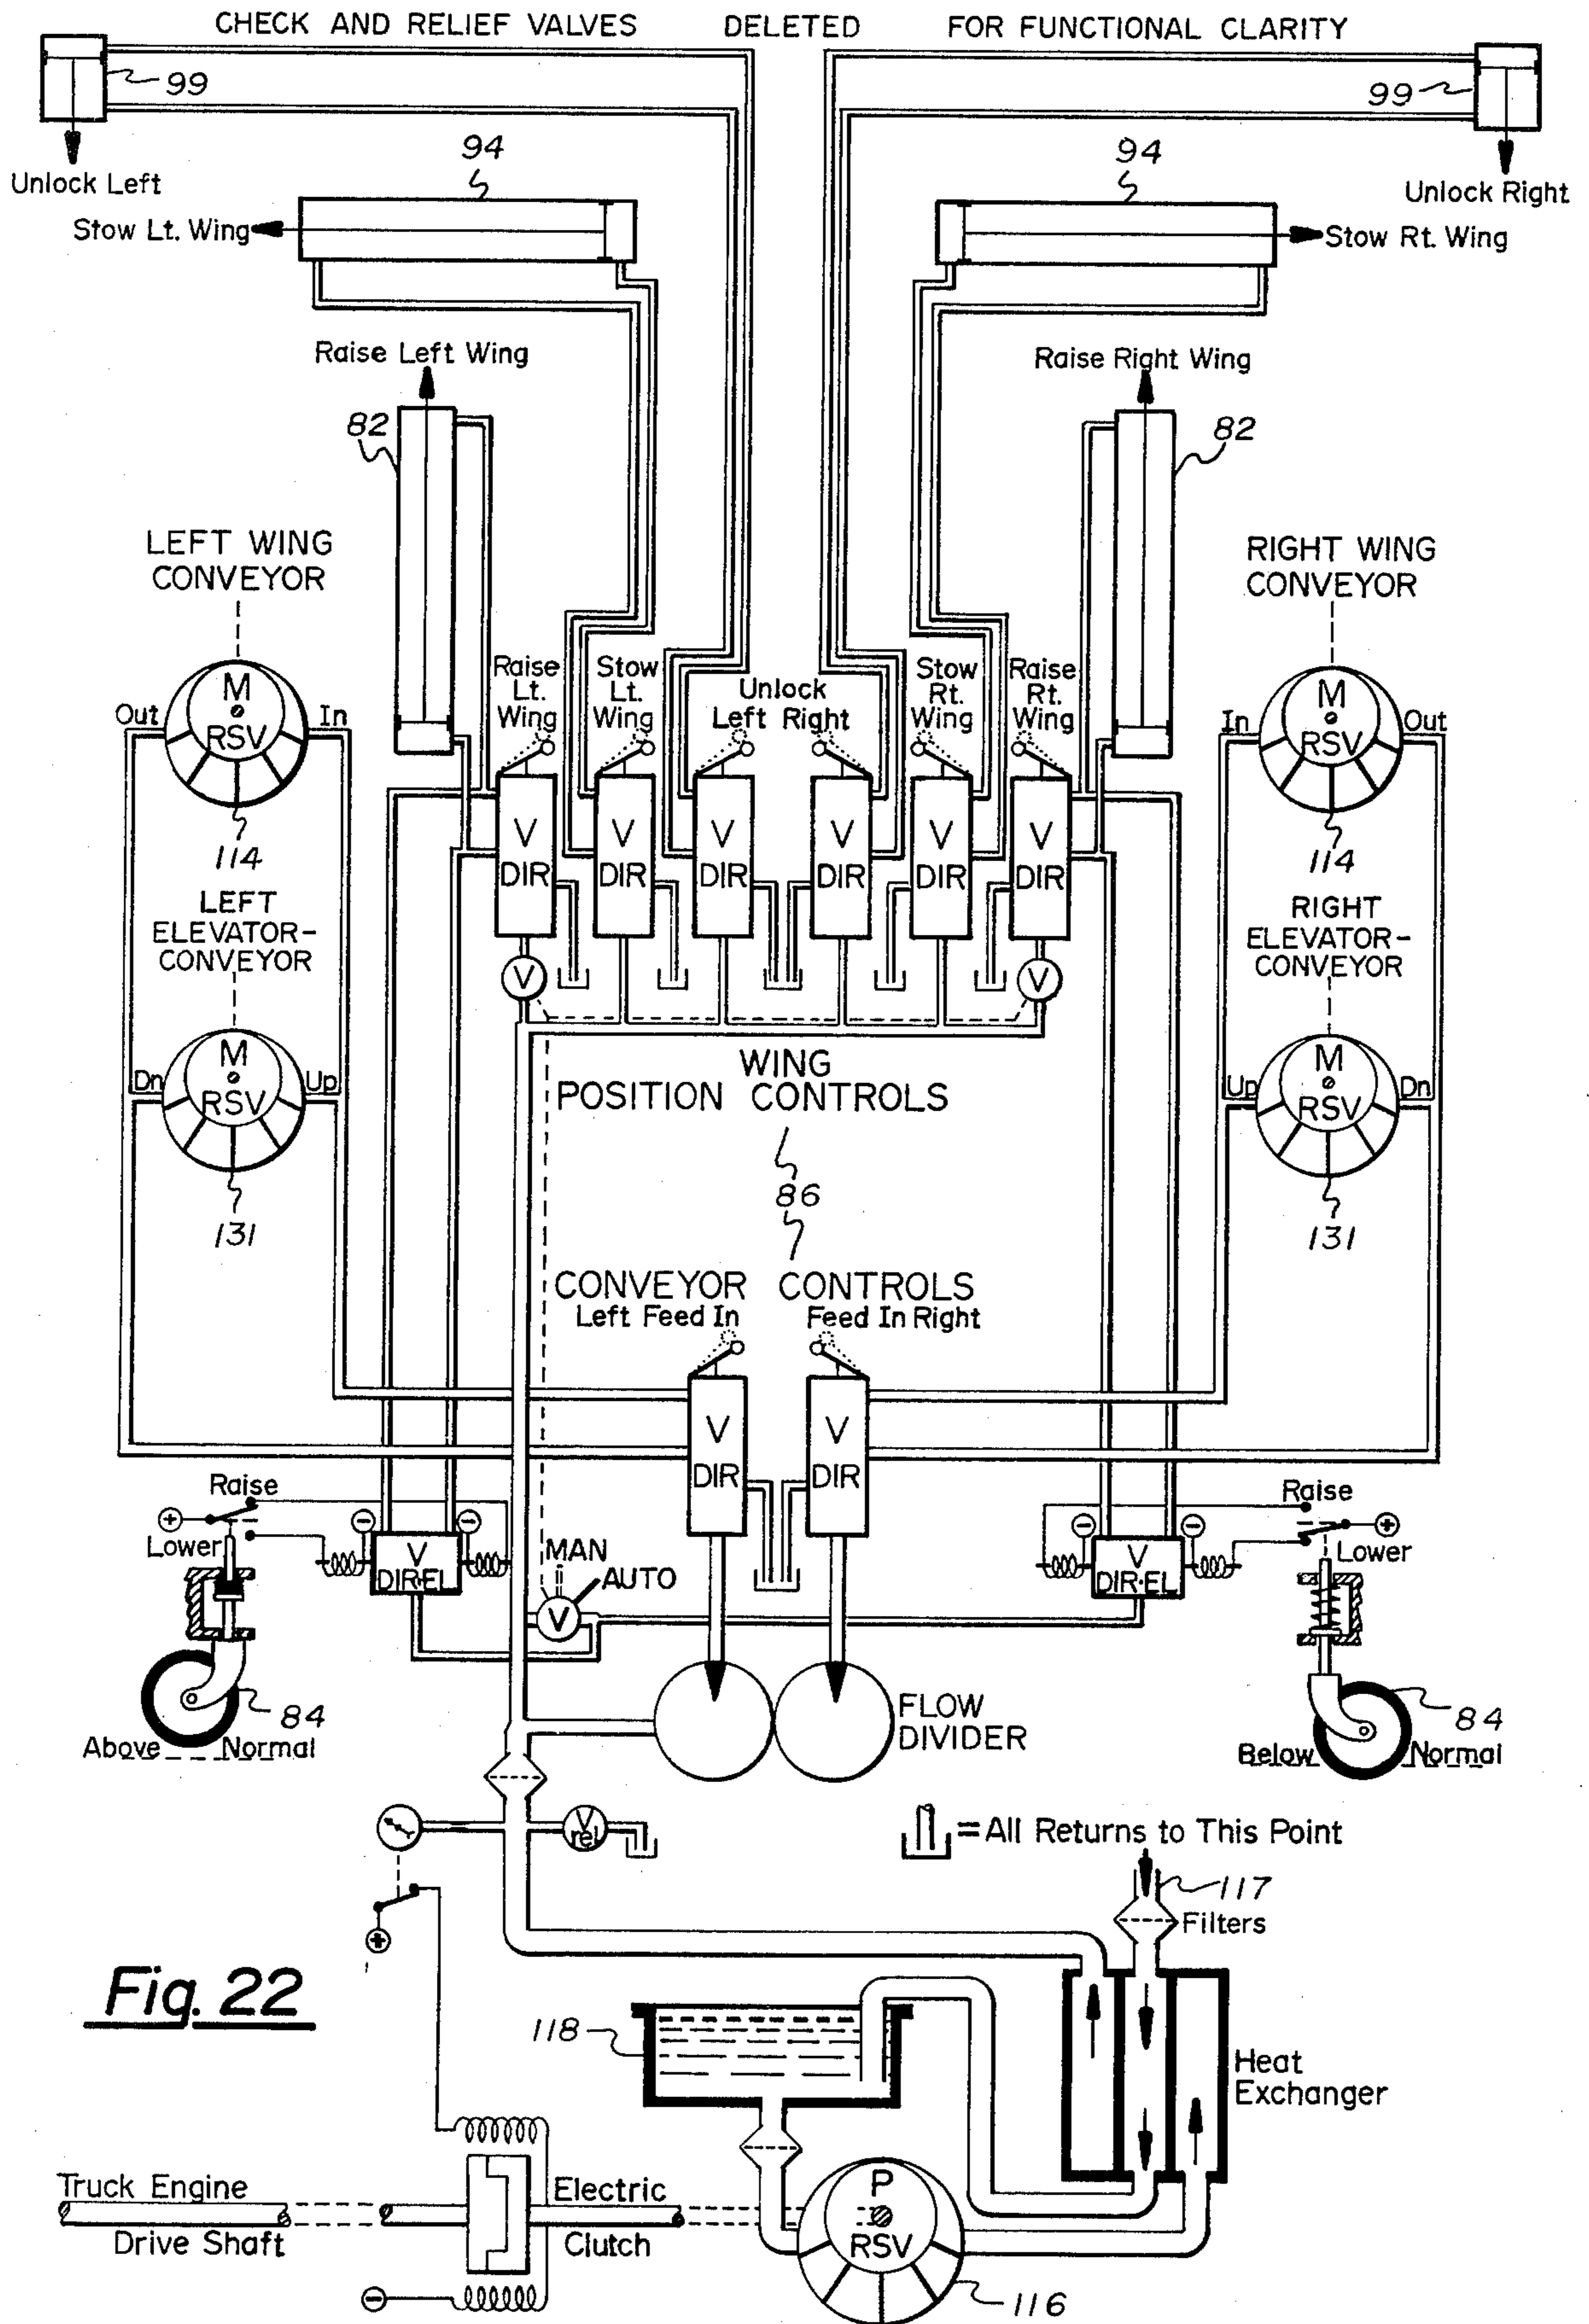 CHECK AND RELIEF VALVES DELETED FOR FUNCTIONAL CLARITY
99
99
Unlock Left
Unlock Right
94
94
Stow Lt. Wing
Stow Rt. Wing
Raise Left Wing
Raise Right Wing
82
82
LEFT WING
CONVEYOR
RIGHT WING
CONVEYOR
Raise
Lt.
Wing
Stow
Lt.
Wing
Unlock
Left Right
Stow
Rt.
Wing
Raise
Rt.
Wing
Out
M
RSV
In
In
M
RSV
Out
114
114
V
DIR
V
DIR
V
DIR
V
DIR
V
DIR
V
DIR
LEFT
ELEVATOR-
CONVEYOR
RIGHT
ELEVATOR-
CONVEYOR
V
V
Dn
M
RSV
Up
Up
M
RSV
Dn
131
131
WING
POSITION CONTROLS
86
CONVEYOR CONTROLS
Left Feed In
Feed In Right
V
DIR
V
DIR
Raise
+
Lower
-
-
V
DIR·EL
MAN
AUTO
V
Raise
-
-
+
Lower
V
DIR·EL
84
Above Normal
FLOW
DIVIDER
84
Below Normal
V
rel
=All Returns to This Point
117
Filters
+
Fig. 22
118
Heat
Exchanger
Truck Engine
Drive Shaft
Electric
Clutch
P
RSV
-
116